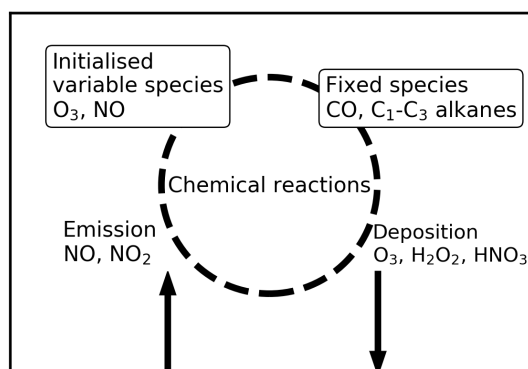 Initialised
variable species
O₃, NO
Fixed species
CO, C₁-C₃ alkanes
Chemical reactions
Emission
NO, NO₂
Deposition
O₃, H₂O₂, HNO₃